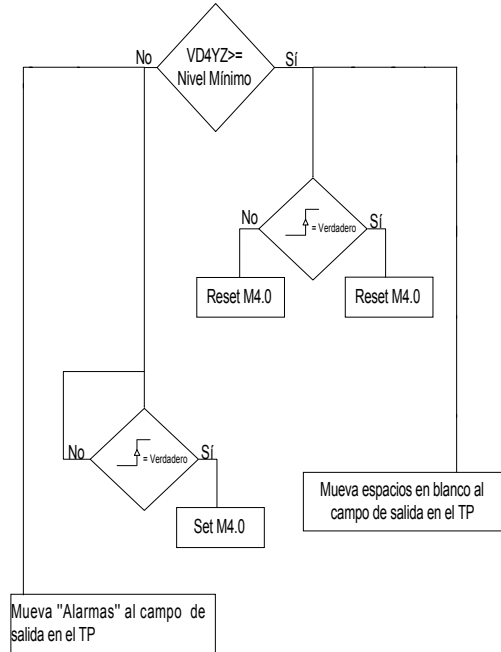 VD4YZ>=
Nivel Mínimo
No
Sí
No
= Verdadero
Sí
Reset M4.0
Reset M4.0
No
= Verdadero
Sí
Set M4.0
Mueva espacios en blanco al
campo de salida en el TP
Mueva "Alarmas" al campo de
salida en el TP